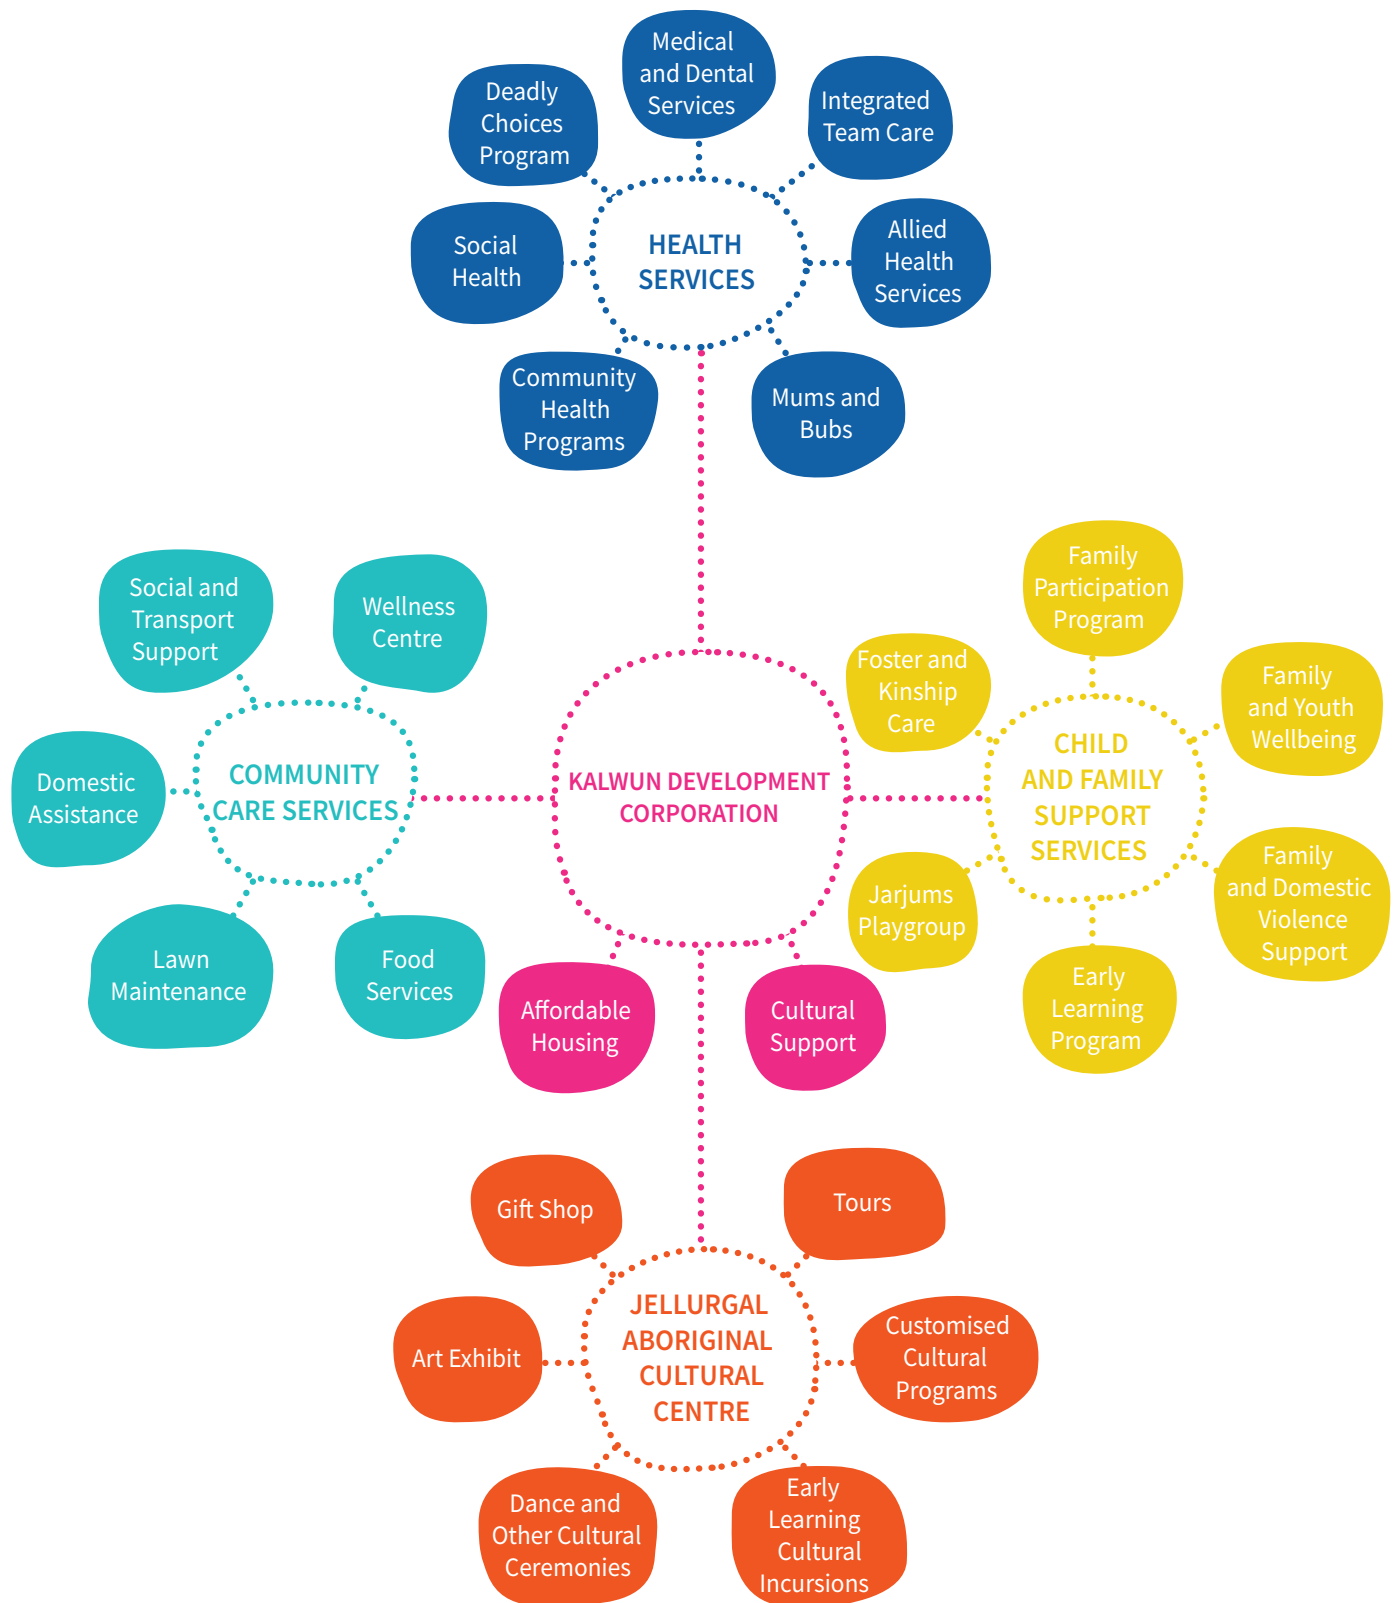 Medical
and Dental
Services
Deadly
Choices
Program
Integrated
Team Care
Social
Health
HEALTH
SERVICES
Allied
Health
Services
Community
Health
Programs
Mums and
Bubs
Social and
Transport
Support
Wellness
Centre
Domestic
Assistance
COMMUNITY
CARE SERVICES
Lawn
Maintenance
Food
Services
KALWUN DEVELOPMENT
CORPORATION
Affordable
Housing
Cultural
Support
Family
Participation
Program
Foster and
Kinship
Care
Family
and Youth
Wellbeing
CHILD
AND FAMILY
SUPPORT
SERVICES
Jarjums
Playgroup
Family
and Domestic
Violence
Support
Early
Learning
Program
Gift Shop
Tours
Art Exhibit
JELLURGAL
ABORIGINAL
CULTURAL
CENTRE
Customised
Cultural
Programs
Dance and
Other Cultural
Ceremonies
Early
Learning
Cultural
Incursions